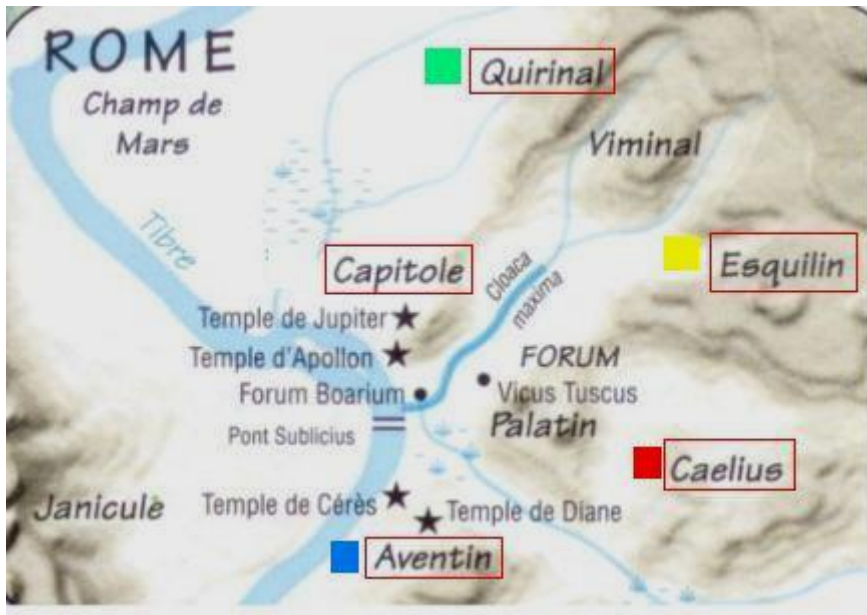 ROME
Champ de
Mars
Quirinal
Viminal
Tibre
Capitole
Esquilin
Cloaca
maxima
Temple de Jupiter
Temple d'Apollon
FORUM
Forum Boarium
Vicus Tuscus
Palatin
Pont Sublicius
Caelius
Janicule
Temple de Cérès
Temple de Diane
Aventin